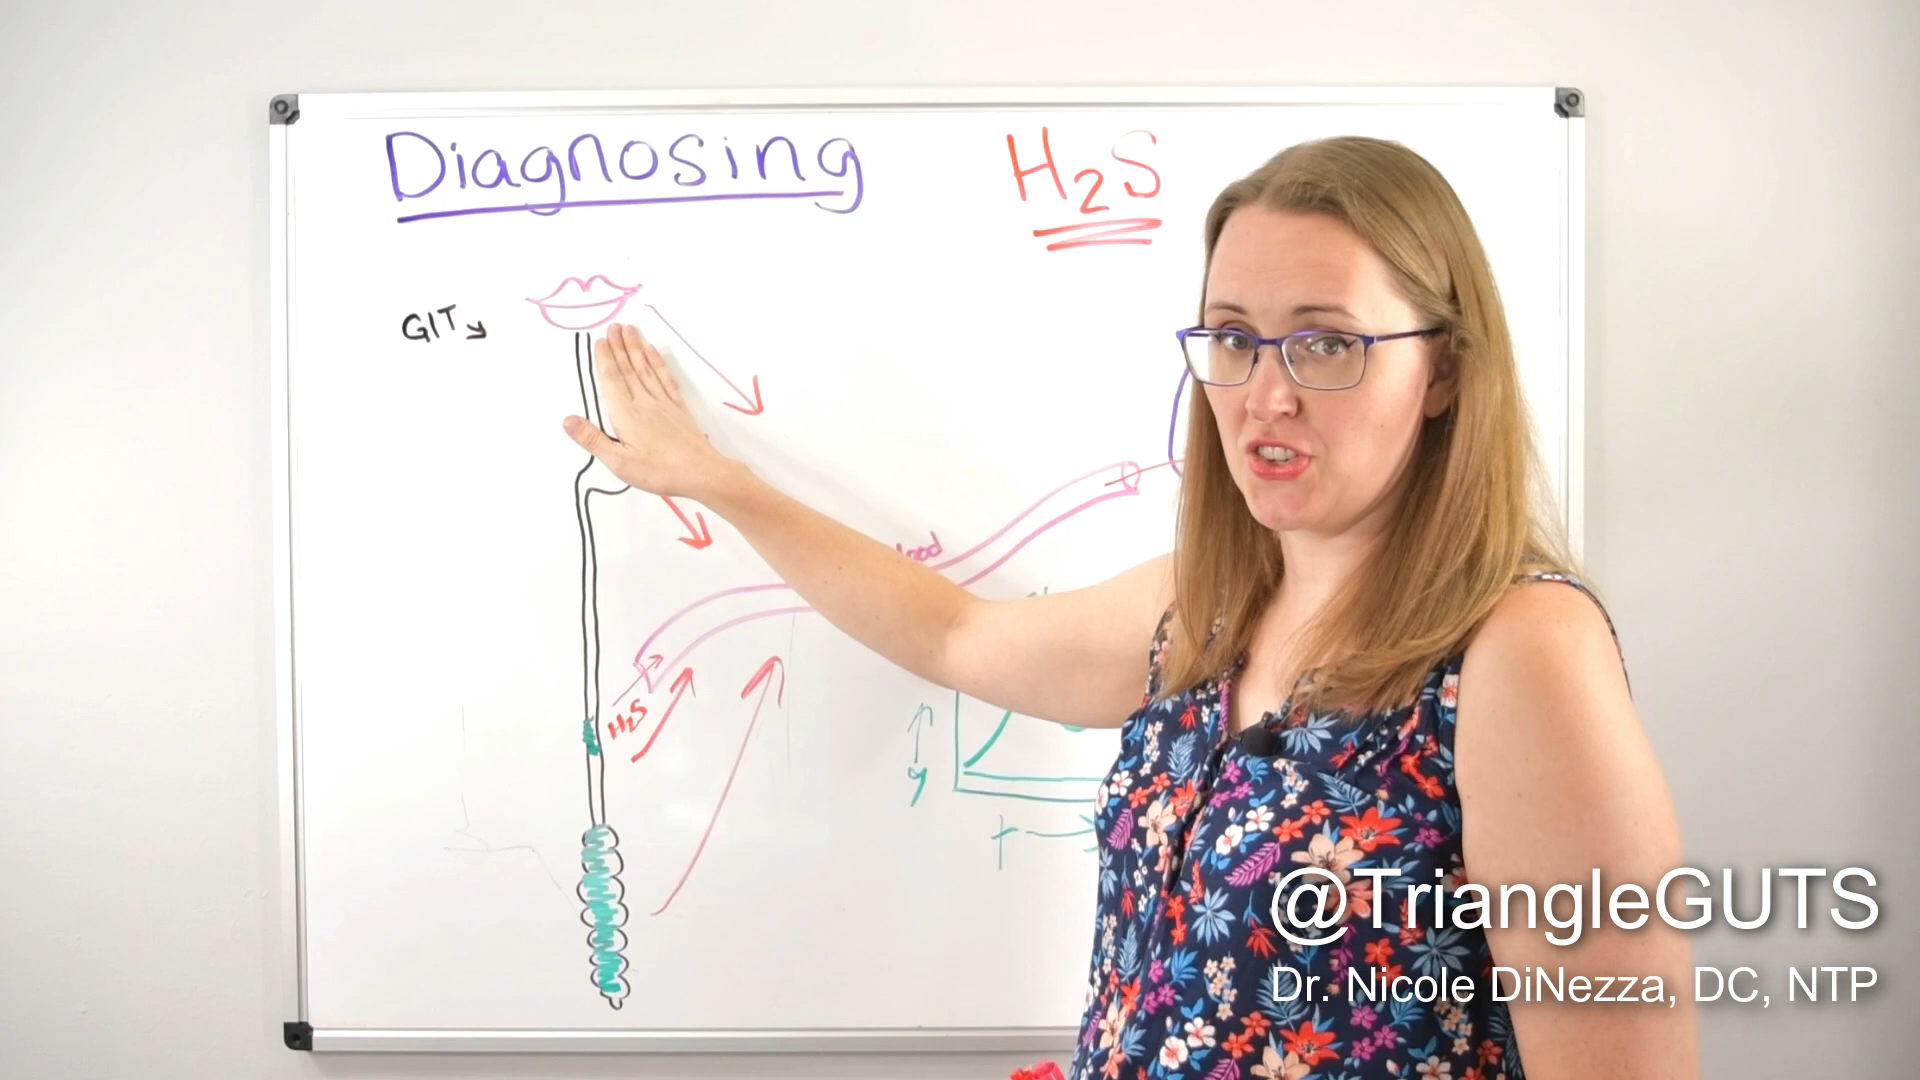 Diagnosing
H2S
GIT
H2S
g
t
@TriangleGUTS
Dr. Nicole DiNezza, DC, NTP